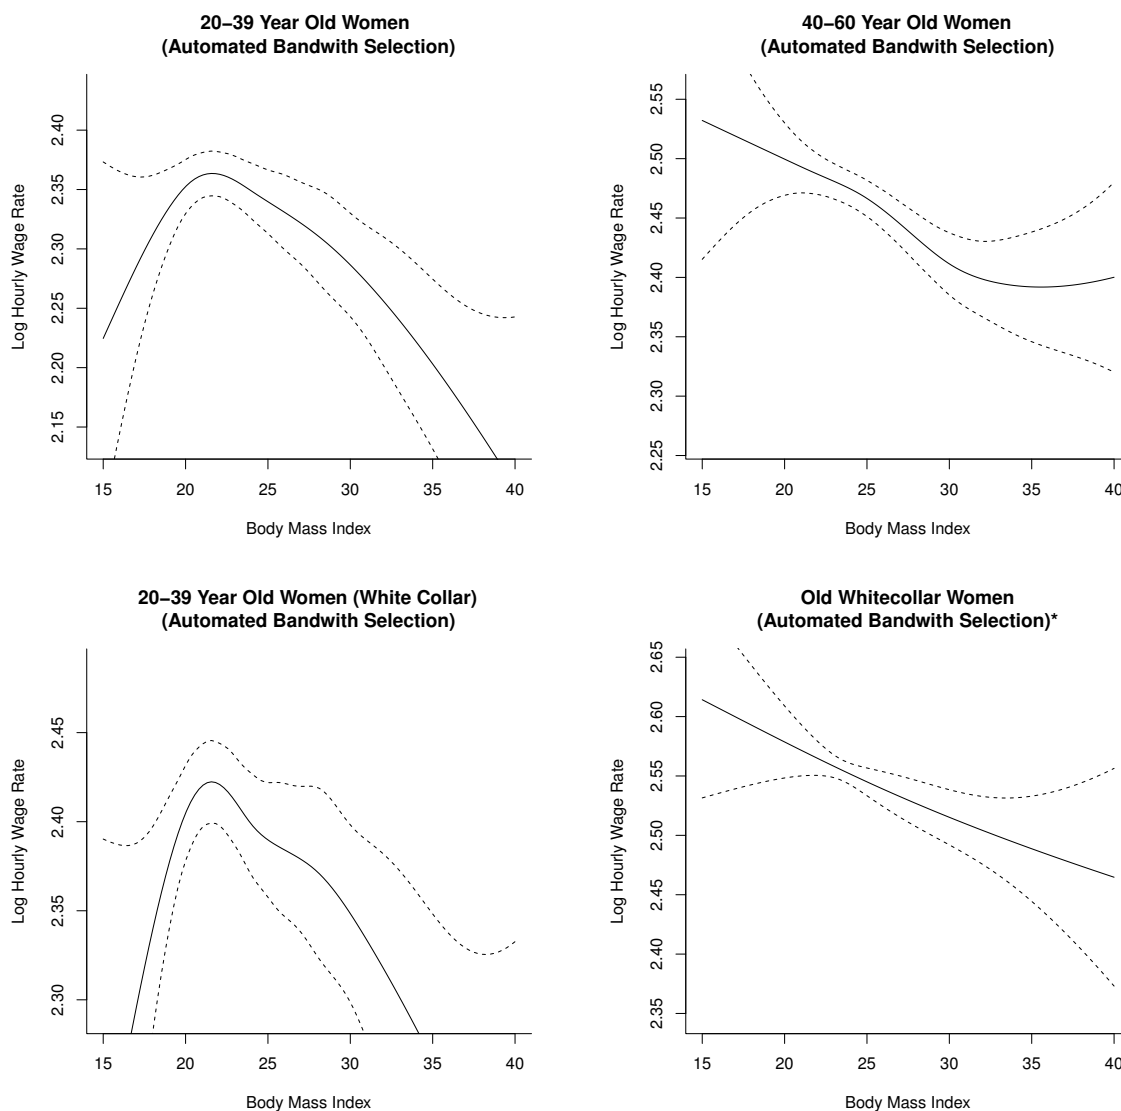 20−39 Year Old Women
(Automated Bandwith Selection)
2.40
2.35
2.30
2.25
2.20
2.15
Log Hourly Wage Rate
15 20 25 30 35 40
Body Mass Index
40−60 Year Old Women
(Automated Bandwith Selection)
2.55
2.50
2.45
2.40
2.35
2.30
2.25
Log Hourly Wage Rate
15 20 25 30 35 40
Body Mass Index
20−39 Year Old Women (White Collar)
(Automated Bandwith Selection)
2.45
2.40
2.35
2.30
Log Hourly Wage Rate
15 20 25 30 35 40
Body Mass Index
Old Whitecollar Women
(Automated Bandwith Selection)*
2.65
2.60
2.55
2.50
2.45
2.40
2.35
Log Hourly Wage Rate
15 20 25 30 35 40
Body Mass Index